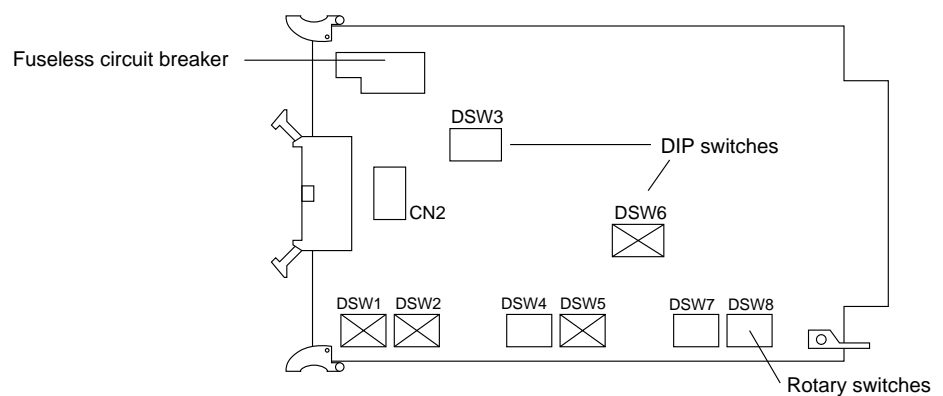 Fuseless circuit breaker
DSW3
DIP switches
CN2
DSW6
DSW1
DSW2
DSW4
DSW5
DSW7
DSW8
Rotary switches